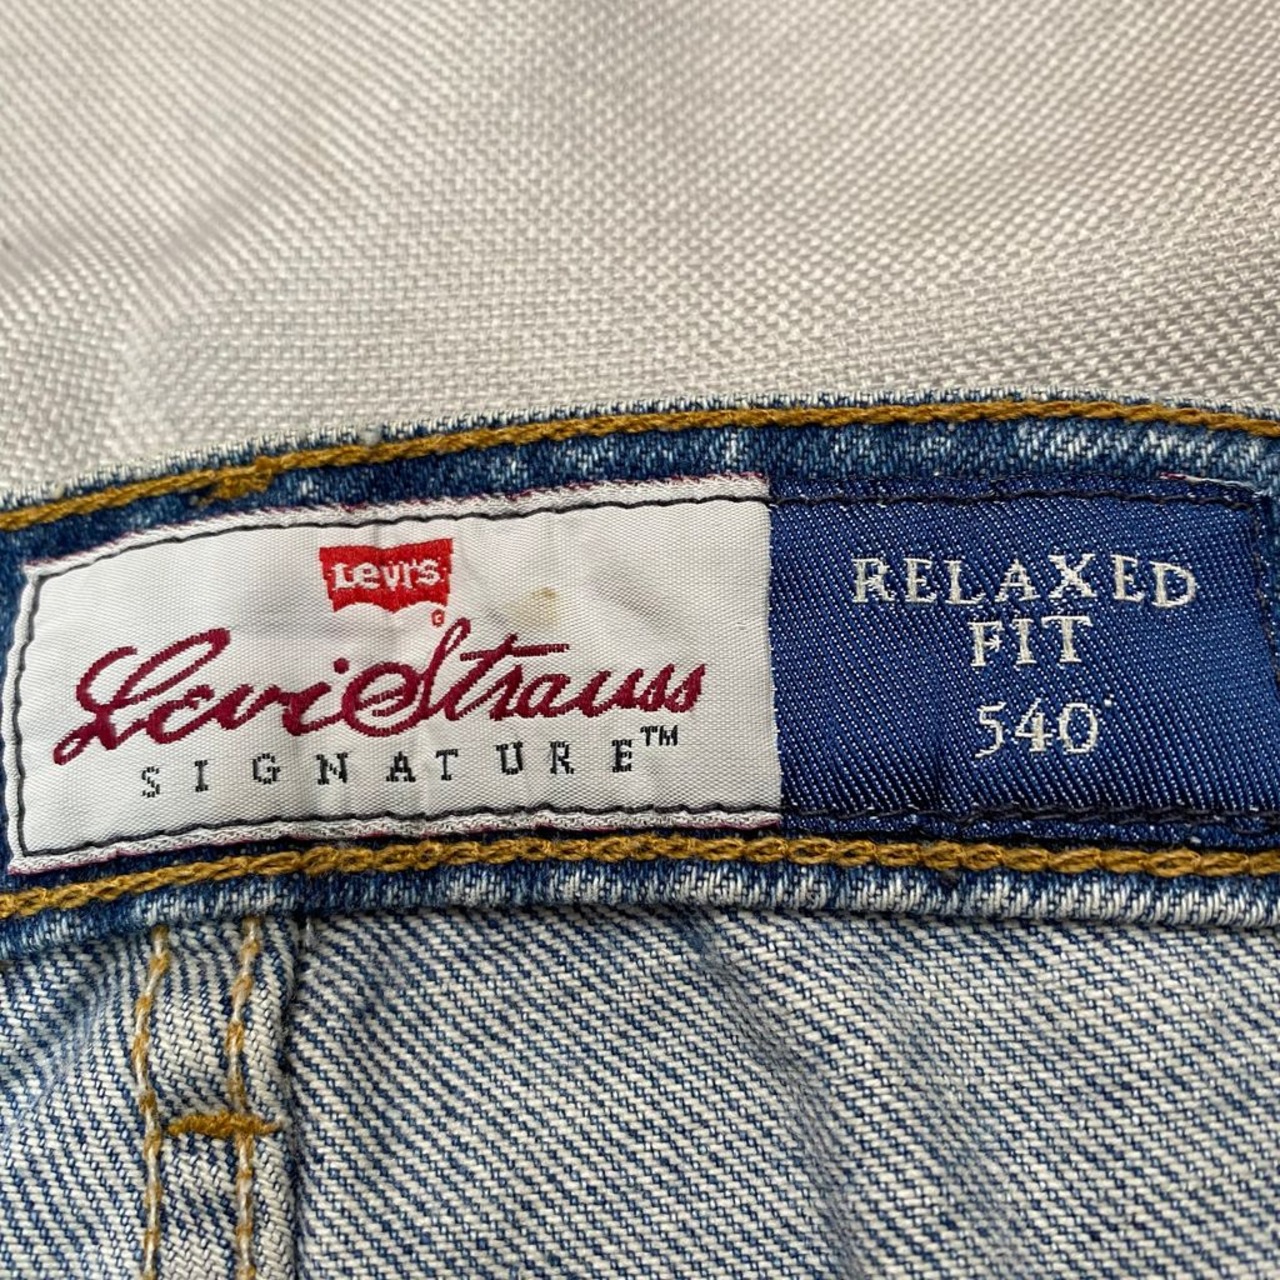 Levi's
Levi Strauss
SIGNATURE™
RELAXED
FIT
540